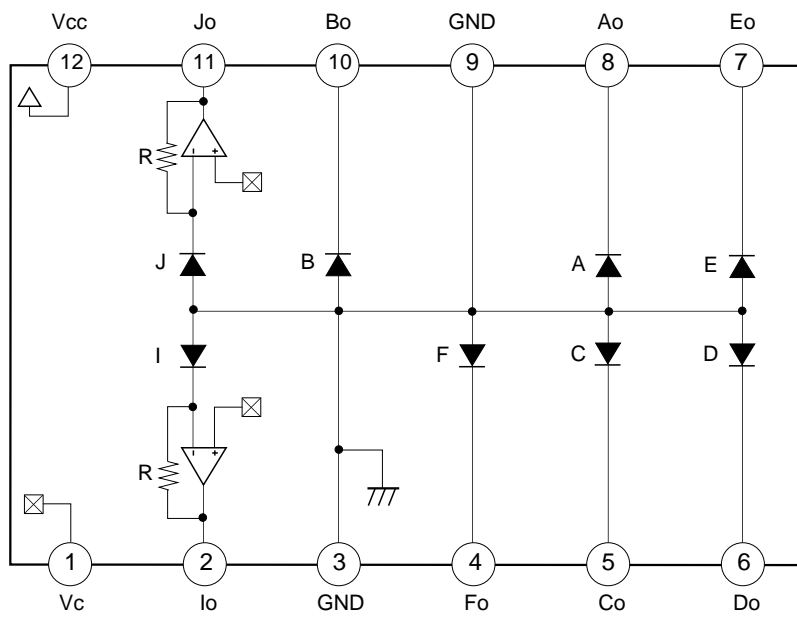 Vcc Jo Bo GND Ao Eo
12 11 10 9 8 7
R - +
J B A E
I F C D
- +
R
1 2 3 4 5 6
Vc Io GND Fo Co Do